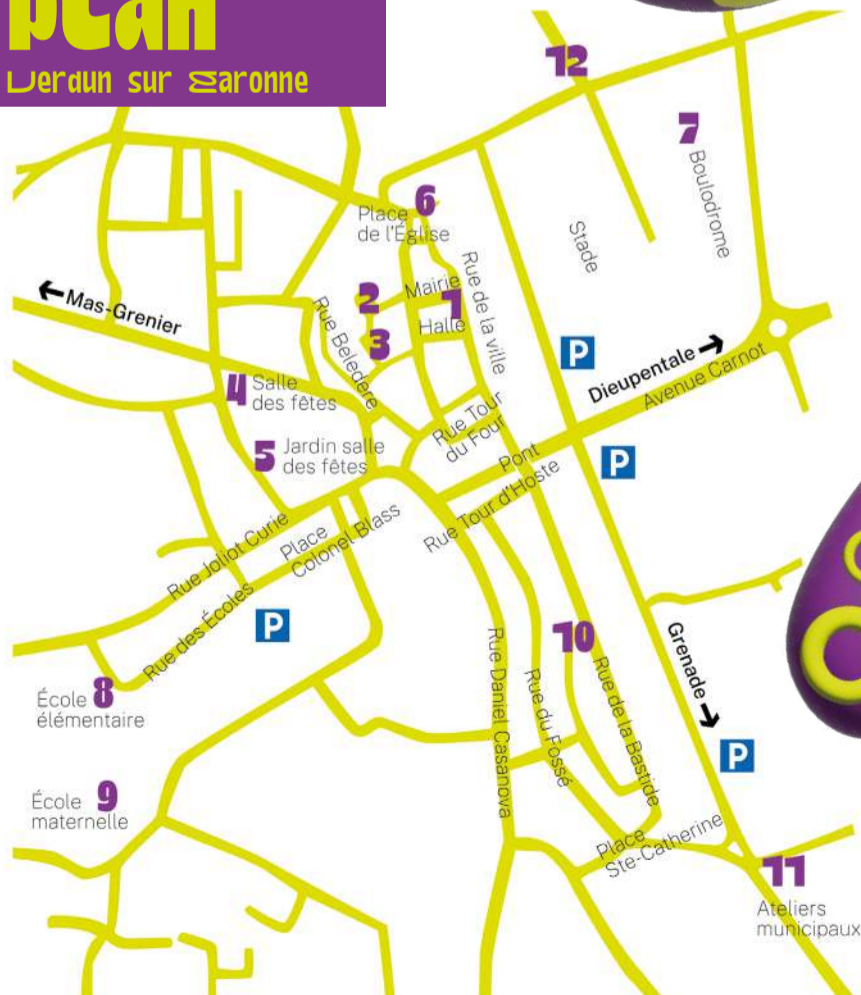 plan
Verdun sur Garonne
12
7
Boulodrome
6
Place
de l'Église
Stade
Rue de la ville
2
Mairie
1
Halle
3
← Mas-Grenier
Rue Beledere
P
Dieupentale →
Avenue Carnot
4 Salle
des fêtes
5 Jardin salle
des fêtes
Rue Tour
du Four
Pont
P
Rue Tour d'Hoste
Rue Joliot Curie
Place
Colonel Blass
Rue des Écoles
P
10
Grenade →
Rue Daniel Casanova
Rue du Fossé
Rue de la Bastide
École 8
élémentaire
P
École 9
maternelle
Place
Ste-Catherine
11
Ateliers
municipaux